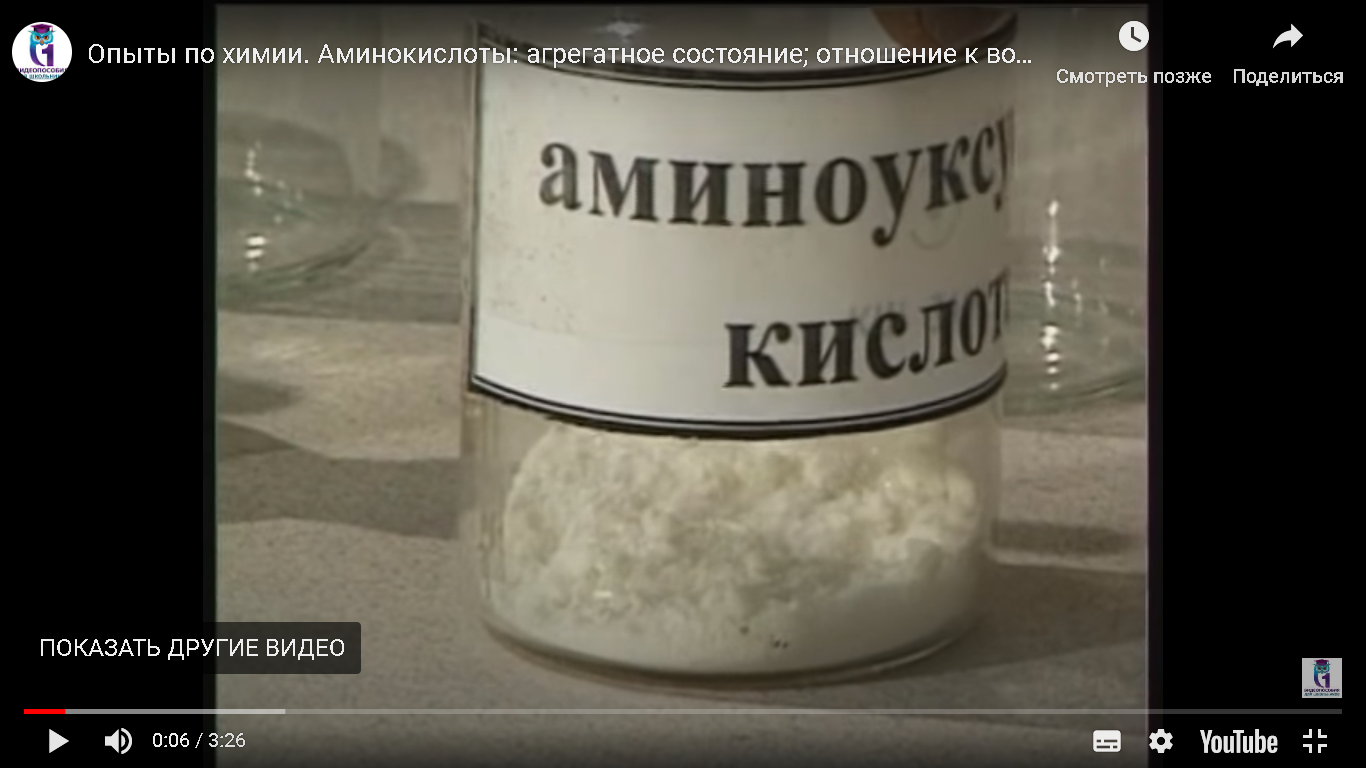 Опыты по химии. Аминокислоты: агрегатное состояние; отношение к во...
Смотреть позже
Поделиться
аминоуксу
кислот
ПОКАЗАТЬ ДРУГИЕ ВИДЕО
0:06 / 3:26
YouTube